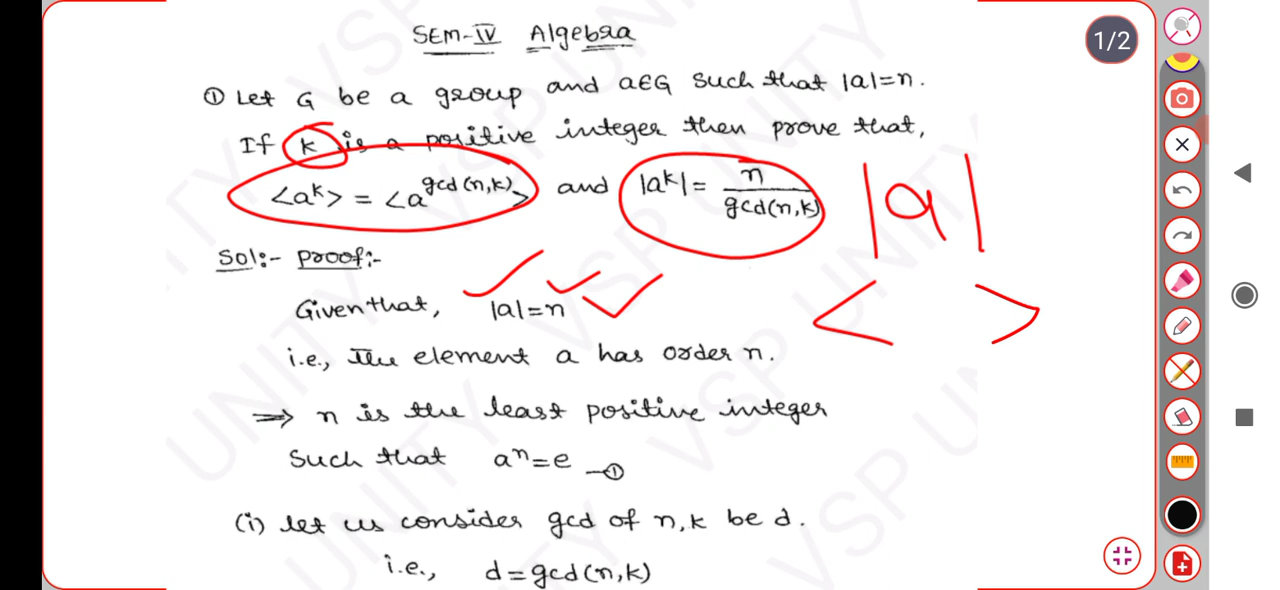 SEM-IV Algebra
1/2
① Let G be a group and a∈G such that |a|=n.
If k is a positive integer then prove that,
<a^k> = <a^gcd(n,k)> and |a^k| = n/gcd(n,k)
|a|
Sol:- Proof:-
Given that, |a|=n
< >
i.e., The element a has order n.
⇒ n is the least positive integer
Such that a^n=e —①
(i) let us consider gcd of n,k be d.
i.e., d=gcd(n,k)
VSP UNITY